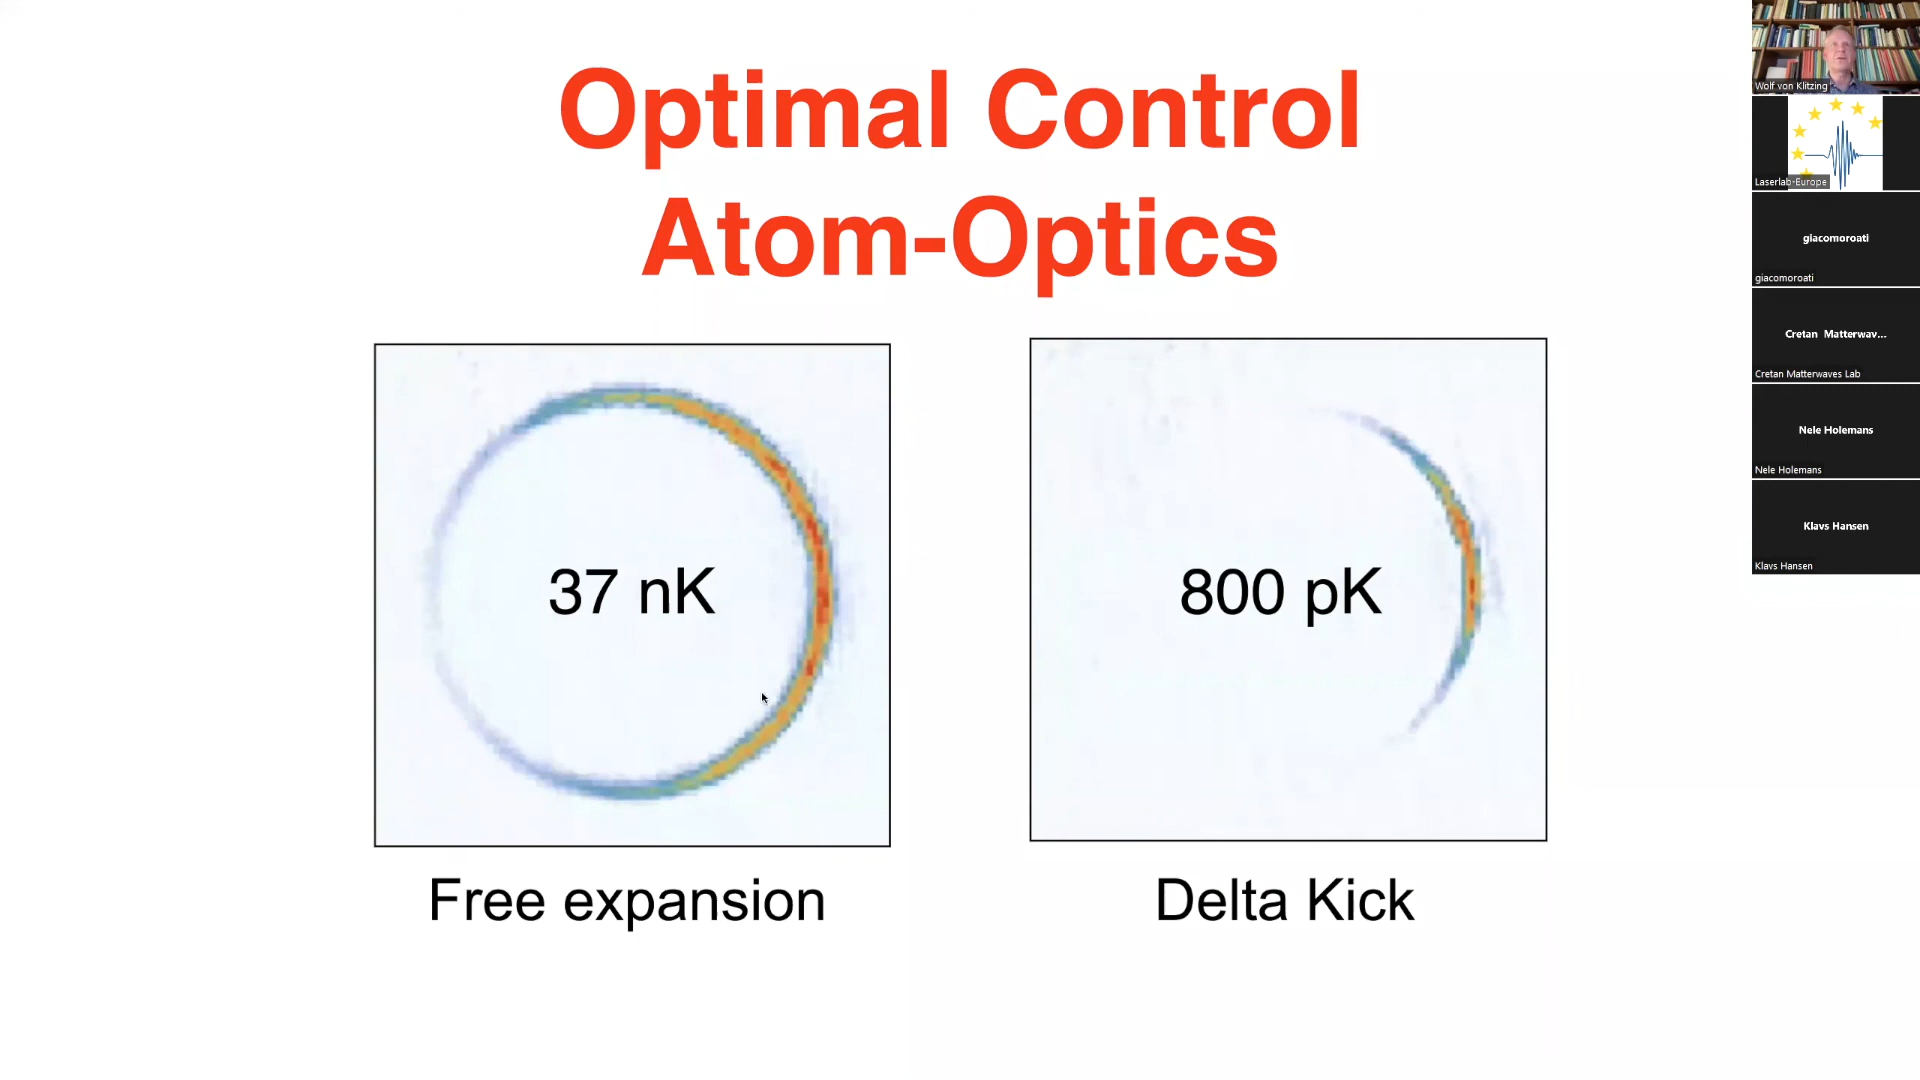 Optimal Control
Atom-Optics
37 nK
800 pK
Free expansion
Delta Kick
Wolf von Klitzing
Laserlab-Europe
giacomoroati
giacomoroati
Cretan Matterwav...
Cretan Matterwaves Lab
Nele Holemans
Nele Holemans
Klavs Hansen
Klavs Hansen